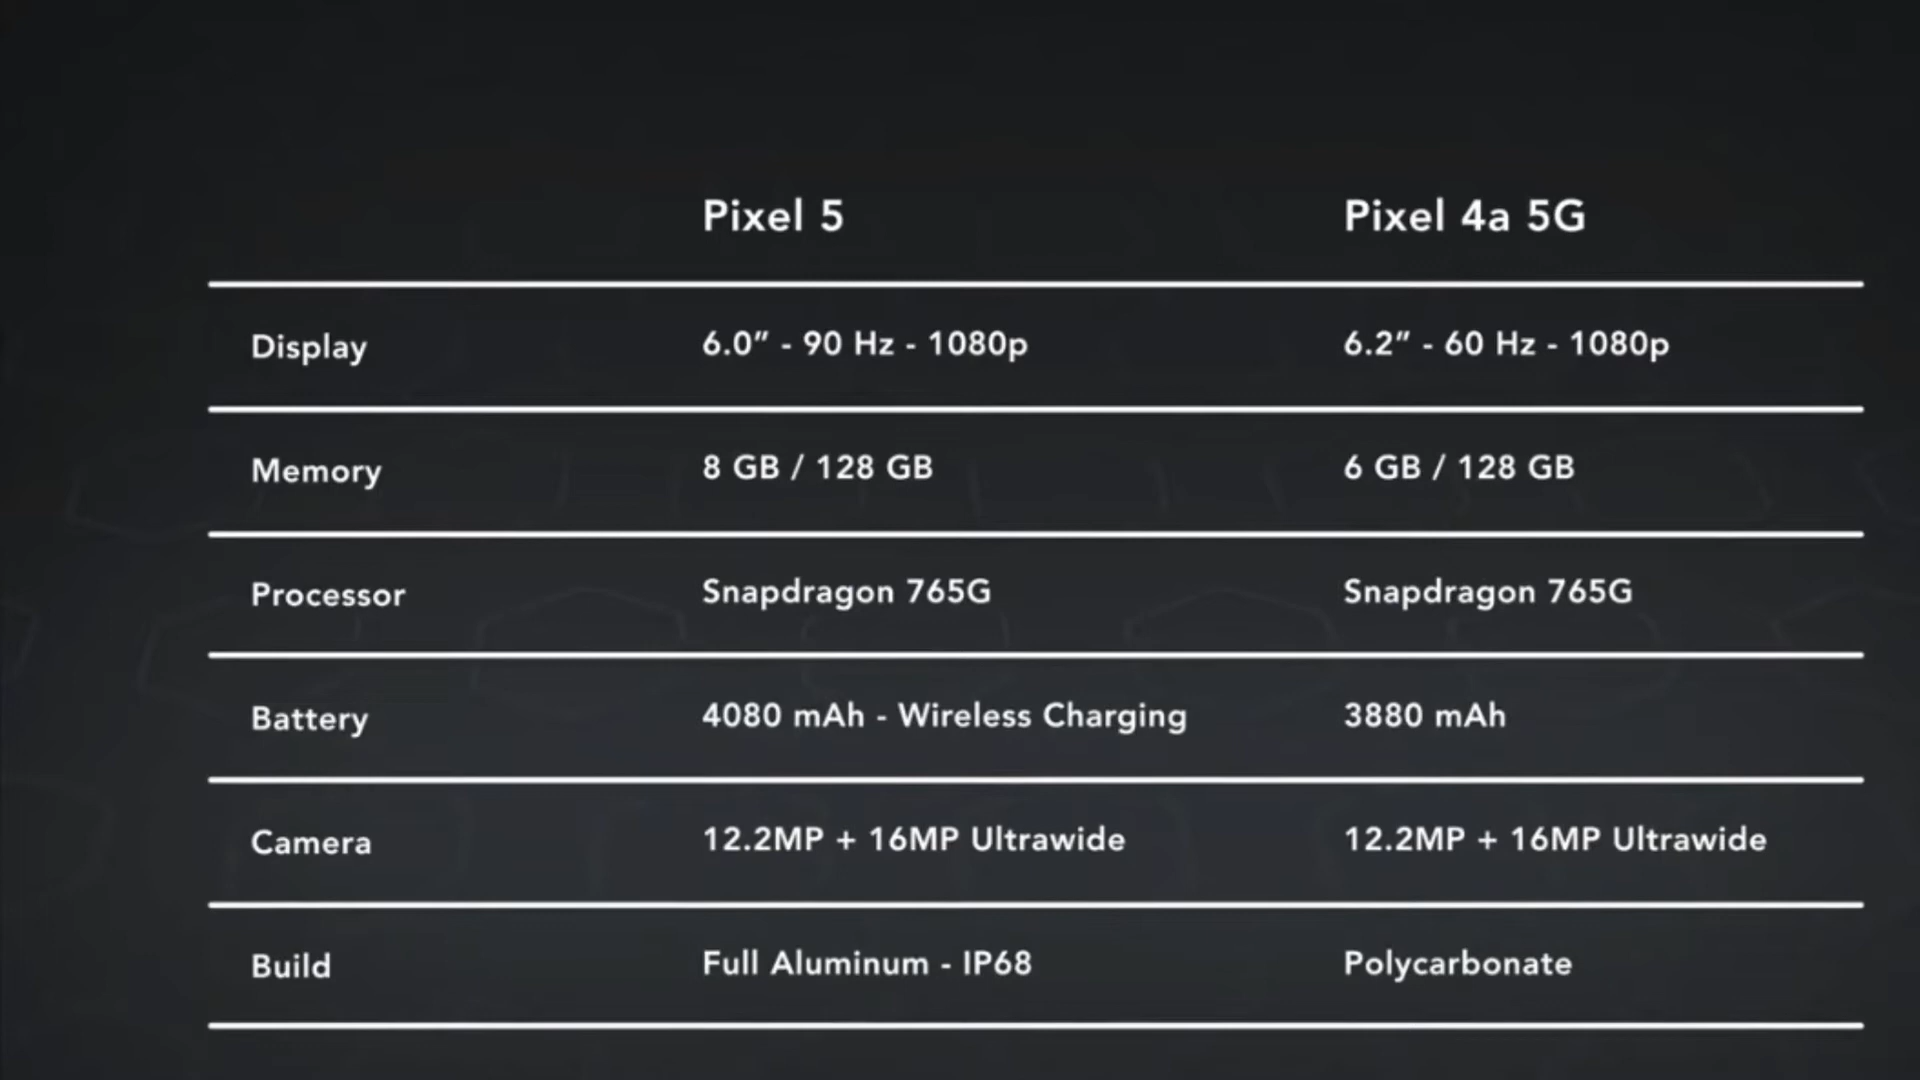 Pixel 5 Pixel 4a 5G
Display 6.0” - 90 Hz - 1080p 6.2” - 60 Hz - 1080p
Memory 8 GB / 128 GB 6 GB / 128 GB
Processor Snapdragon 765G Snapdragon 765G
Battery 4080 mAh - Wireless Charging 3880 mAh
Camera 12.2MP + 16MP Ultrawide 12.2MP + 16MP Ultrawide
Build Full Aluminum - IP68 Polycarbonate